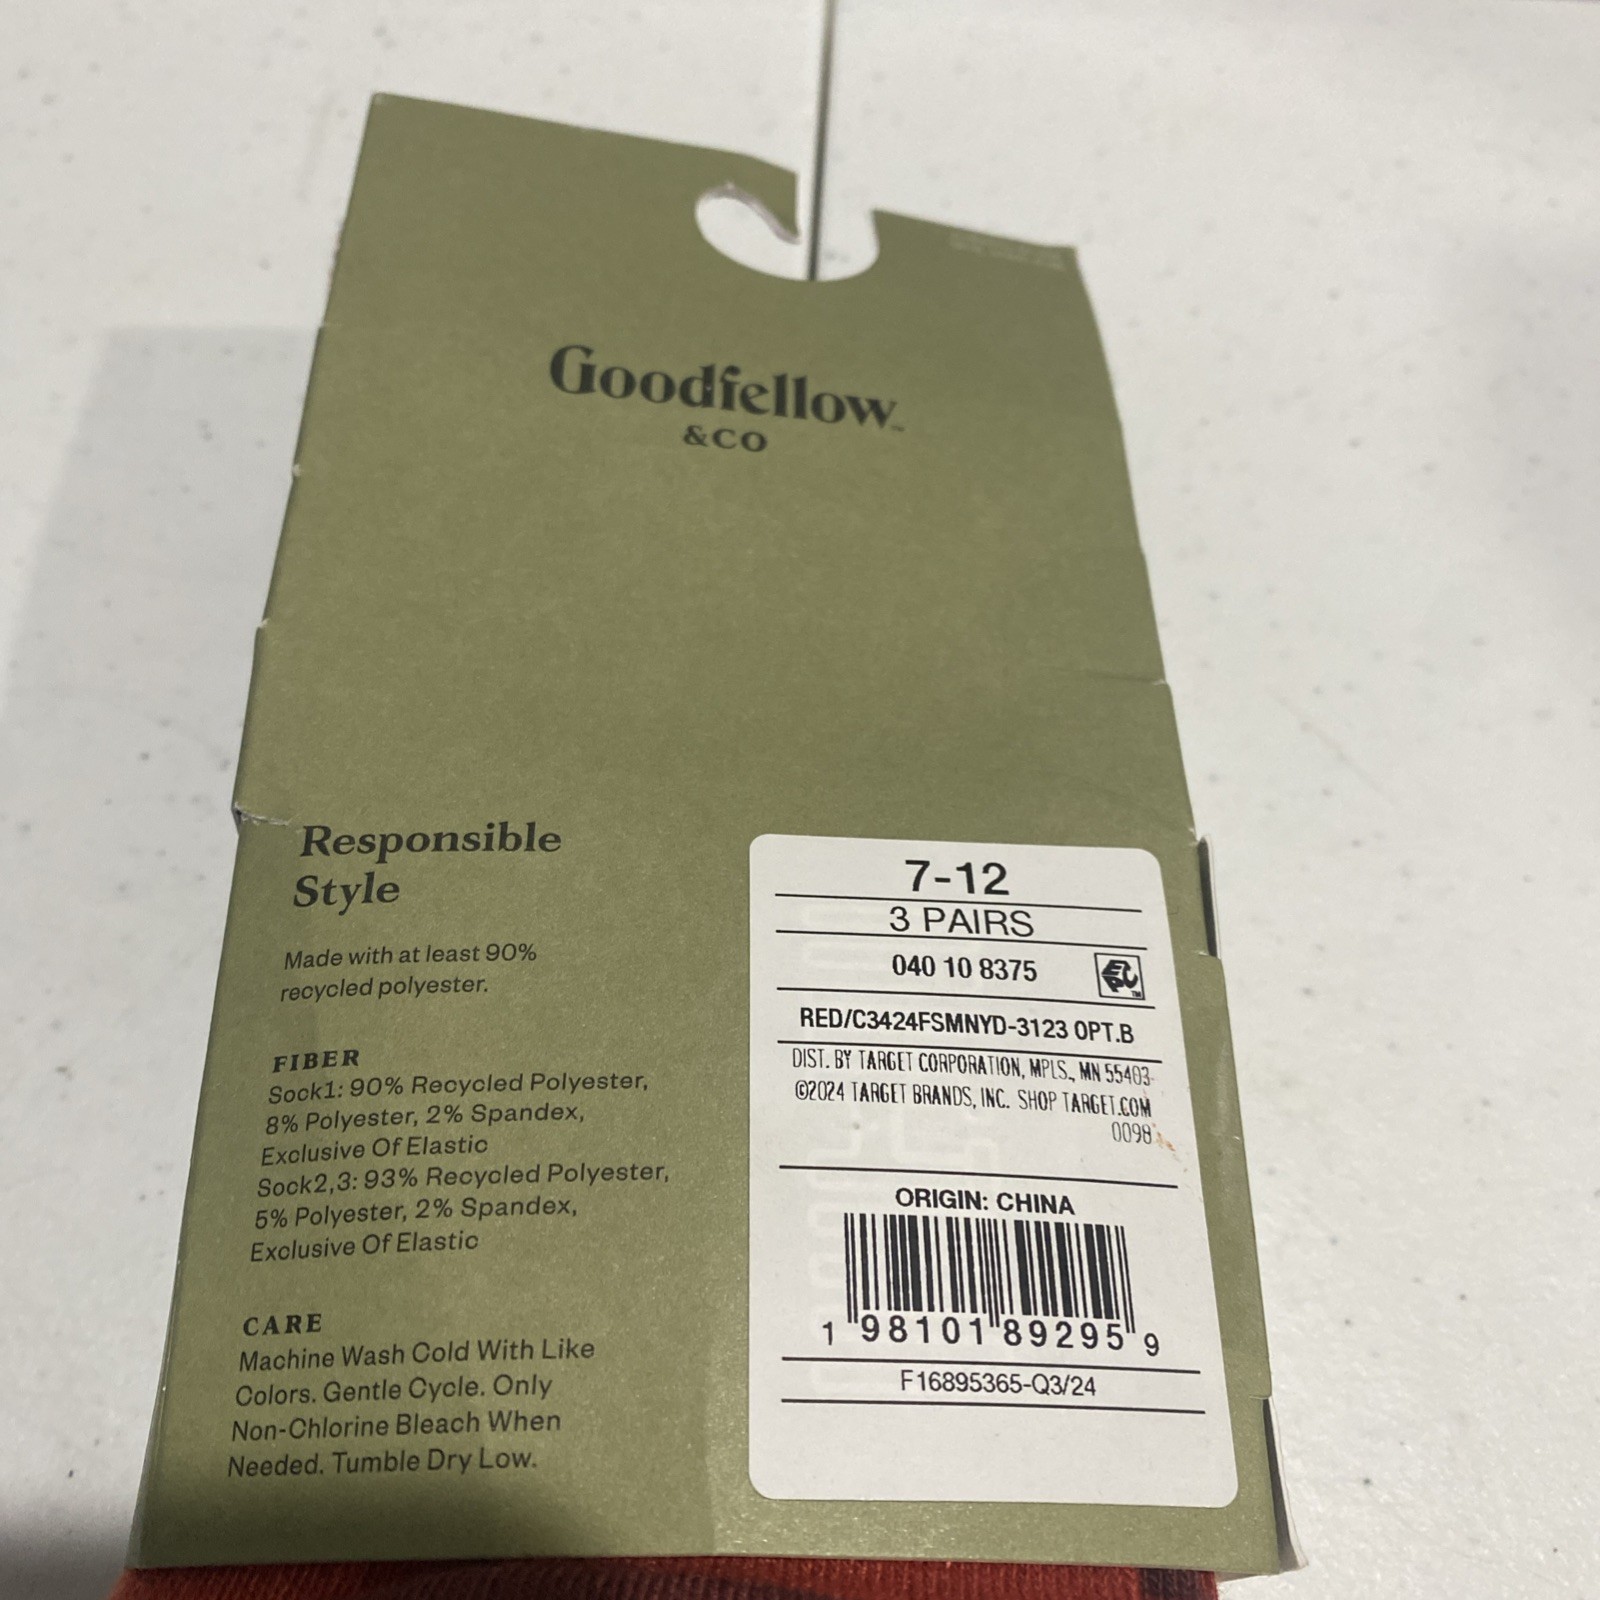 Goodfellow™
&CO
Responsible
Style
Made with at least 90%
recycled polyester.
FIBER
Sock1: 90% Recycled Polyester,
8% Polyester, 2% Spandex,
Exclusive Of Elastic
Sock2,3: 93% Recycled Polyester,
5% Polyester, 2% Spandex,
Exclusive Of Elastic
CARE
Machine Wash Cold With Like
Colors. Gentle Cycle. Only
Non-Chlorine Bleach When
Needed. Tumble Dry Low.
7-12
3 PAIRS
040 10 8375
RED/C3424FSMNYD-3123 OPT.B
DIST. BY TARGET CORPORATION, MPLS., MN 55403
©2024 TARGET BRANDS, INC. SHOP TARGET.COM
0098
ORIGIN: CHINA
1 98101 89295 9
F16895365-Q3/24